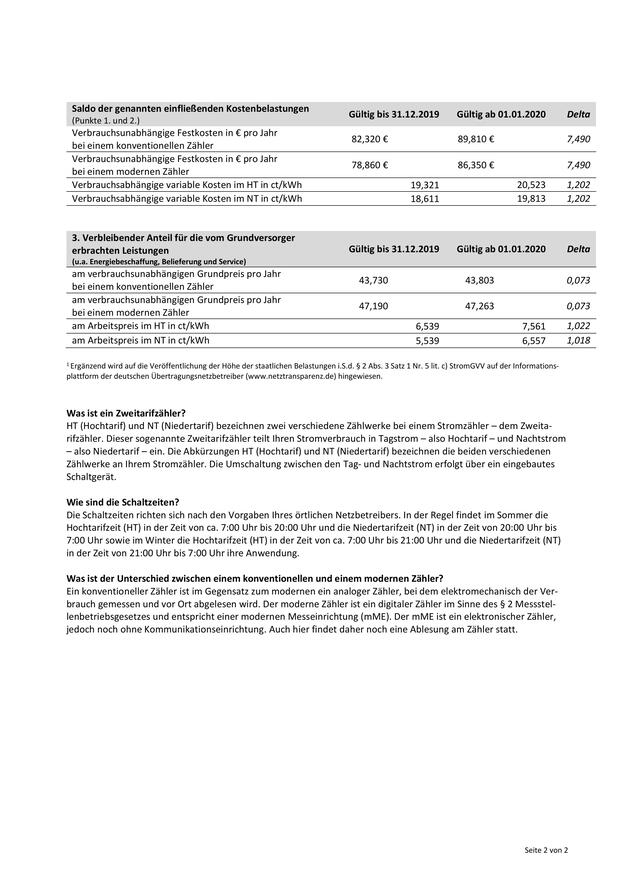 Saldo der genannten einfließenden Kostenbelastungen
(Punkte 1. und 2.) Gültig bis 31.12.2019 Gültig ab 01.01.2020 Delta
Verbrauchsunabhängige Festkosten in € pro Jahr
bei einem konventionellen Zähler 82,320 € 89,810 € 7,490
Verbrauchsunabhängige Festkosten in € pro Jahr
bei einem modernen Zähler 78,860 € 86,350 € 7,490
Verbrauchsabhängige variable Kosten im HT in ct/kWh 19,321 20,523 1,202
Verbrauchsabhängige variable Kosten im NT in ct/kWh 18,611 19,813 1,202
3. Verbleibender Anteil für die vom Grundversorger
erbrachten Leistungen Gültig bis 31.12.2019 Gültig ab 01.01.2020 Delta
(u.a. Energiebeschaffung, Belieferung und Service)
am verbrauchsunabhängigen Grundpreis pro Jahr
bei einem konventionellen Zähler 43,730 43,803 0,073
am verbrauchsunabhängigen Grundpreis pro Jahr
bei einem modernen Zähler 47,190 47,263 0,073
am Arbeitspreis im HT in ct/kWh 6,539 7,561 1,022
am Arbeitspreis im NT in ct/kWh 5,539 6,557 1,018
1 Ergänzend wird auf die Veröffentlichung der Höhe der staatlichen Belastungen i.S.d. § 2 Abs. 3 Satz 1 Nr. 5 lit. c) StromGVV auf der Informations-
plattform der deutschen Übertragungsnetzbetreiber (www.netztransparenz.de) hingewiesen.
Was ist ein Zweitarifzähler?
HT (Hochtarif) und NT (Niedertarif) bezeichnen zwei verschiedene Zählwerke bei einem Stromzähler – dem Zweita-
rifzähler. Dieser sogenannte Zweitarifzähler teilt Ihren Stromverbrauch in Tagstrom – also Hochtarif – und Nachtstrom
– also Niedertarif – ein. Die Abkürzungen HT (Hochtarif) und NT (Niedertarif) bezeichnen die beiden verschiedenen
Zählwerke an Ihrem Stromzähler. Die Umschaltung zwischen den Tag- und Nachtstrom erfolgt über ein eingebautes
Schaltgerät.
Wie sind die Schaltzeiten?
Die Schaltzeiten richten sich nach den Vorgaben Ihres örtlichen Netzbetreibers. In der Regel findet im Sommer die
Hochtarifzeit (HT) in der Zeit von ca. 7:00 Uhr bis 20:00 Uhr und die Niedertarifzeit (NT) in der Zeit von 20:00 Uhr bis
7:00 Uhr sowie im Winter die Hochtarifzeit (HT) in der Zeit von ca. 7:00 Uhr bis 21:00 Uhr und die Niedertarifzeit (NT)
in der Zeit von 21:00 Uhr bis 7:00 Uhr ihre Anwendung.
Was ist der Unterschied zwischen einem konventionellen und einem modernen Zähler?
Ein konventioneller Zähler ist im Gegensatz zum modernen ein analoger Zähler, bei dem elektromechanisch der Ver-
brauch gemessen und vor Ort abgelesen wird. Der moderne Zähler ist ein digitaler Zähler im Sinne des § 2 Messstel-
lenbetriebsgesetzes und entspricht einer modernen Messeinrichtung (mME). Der mME ist ein elektronischer Zähler,
jedoch noch ohne Kommunikationseinrichtung. Auch hier findet daher noch eine Ablesung am Zähler statt.
Seite 2 von 2